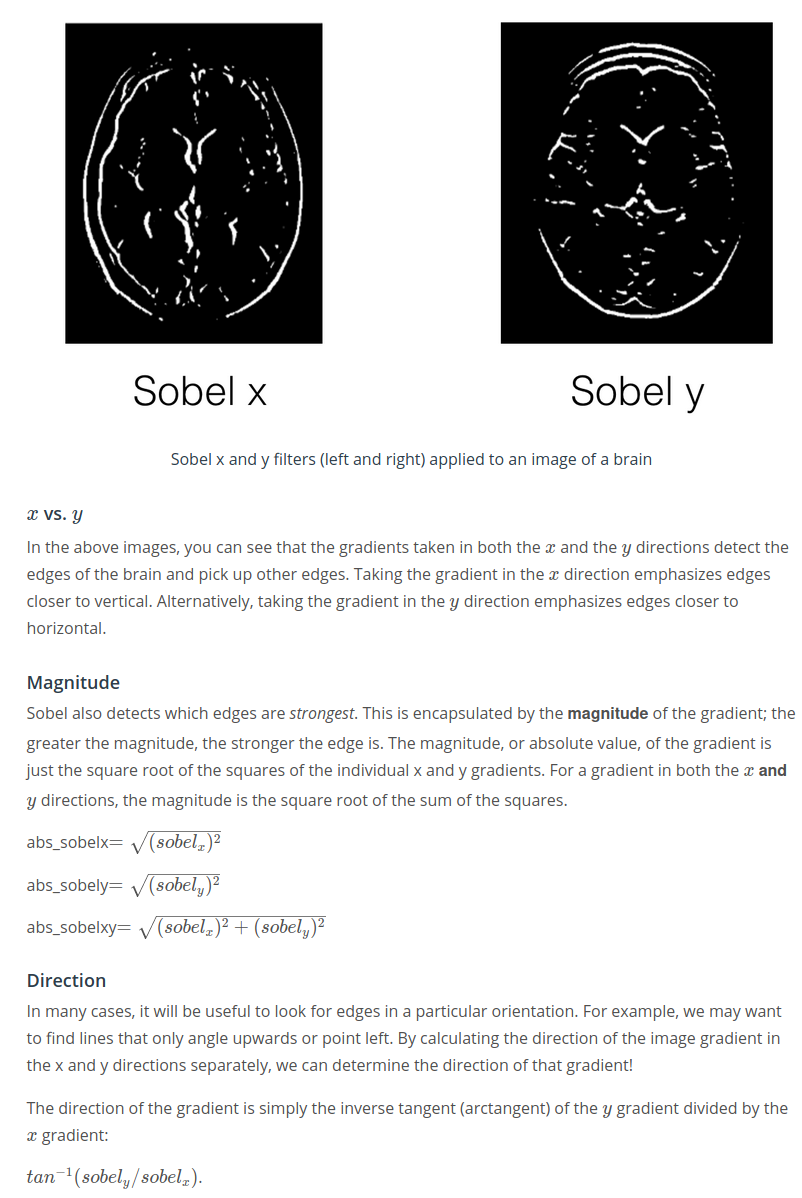 Sobel x Sobel y
Sobel x and y filters (left and right) applied to an image of a brain
x vs. y
In the above images, you can see that the gradients taken in both the x and the y directions detect the
edges of the brain and pick up other edges. Taking the gradient in the x direction emphasizes edges
closer to vertical. Alternatively, taking the gradient in the y direction emphasizes edges closer to
horizontal.
Magnitude
Sobel also detects which edges are strongest. This is encapsulated by the magnitude of the gradient; the
greater the magnitude, the stronger the edge is. The magnitude, or absolute value, of the gradient is
just the square root of the squares of the individual x and y gradients. For a gradient in both the x and
y directions, the magnitude is the square root of the sum of the squares.
abs_sobelx= √(sobelₓ)²
abs_sobely= √(sobel_y)²
abs_sobelxy= √(sobelₓ)² + (sobel_y)²
Direction
In many cases, it will be useful to look for edges in a particular orientation. For example, we may want
to find lines that only angle upwards or point left. By calculating the direction of the image gradient in
the x and y directions separately, we can determine the direction of that gradient!
The direction of the gradient is simply the inverse tangent (arctangent) of the y gradient divided by the
x gradient:
tan⁻¹(sobel_y/sobelₓ).